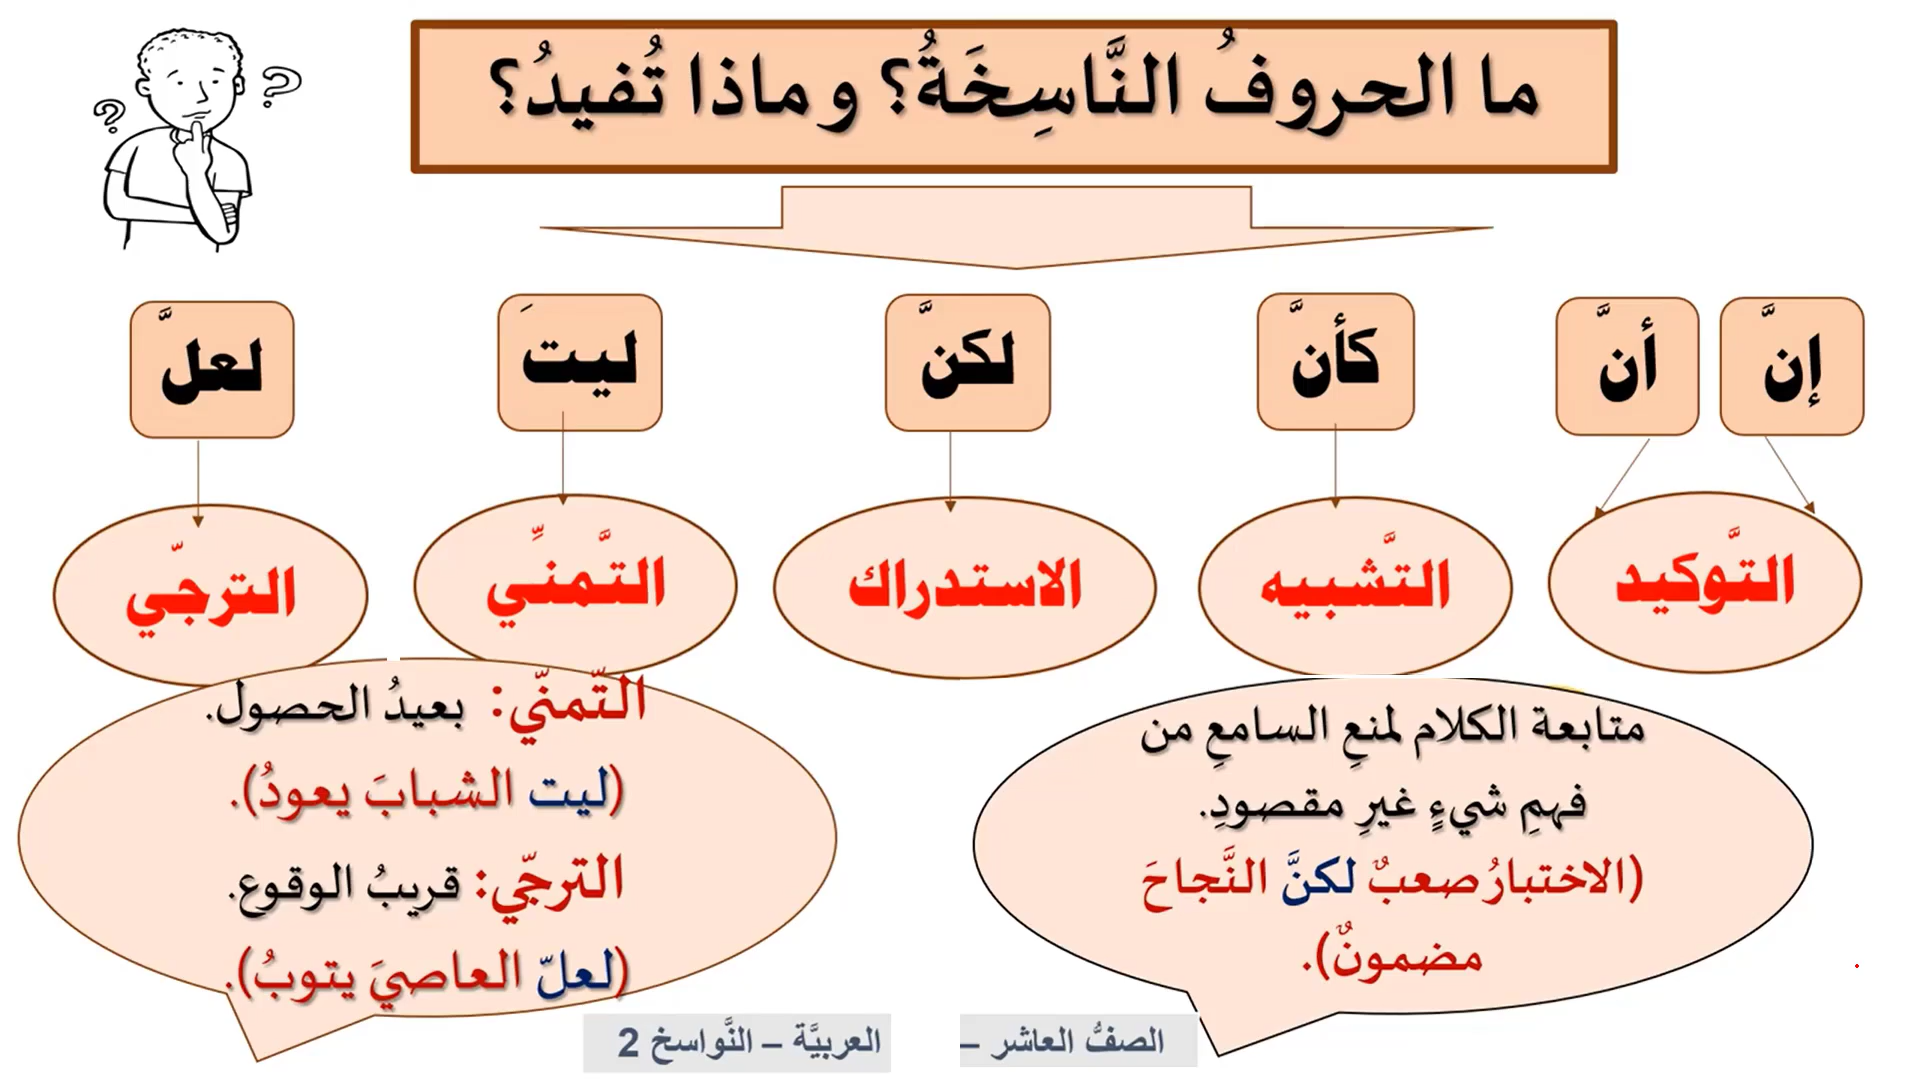 ما الحروفُ النَّاسِخَةُ؟ وماذا تُفيدُ؟
إنَّ
أنَّ
كأنَّ
لكنَّ
ليتَ
لعلَّ
التَّوكيد
التَّشبيه
الاستدراك
التَّمنِّي
الترجّي
متابعة الكلام لمنعِ السامعِ من
فهمِ شيءٍ غيرِ مقصودِ.
(الاختبارُ صعبٌ لكنَّ النَّجاحَ
مضمونٌ).
التّمنّي: بعيدُ الحصول.
(ليت الشبابَ يعودُ).
الترجّي: قريبُ الوقوع.
(لعلّ العاصيَ يتوبُ).
الصفُّ العاشر –
العربيَّة – النَّواسخ 2
?
?